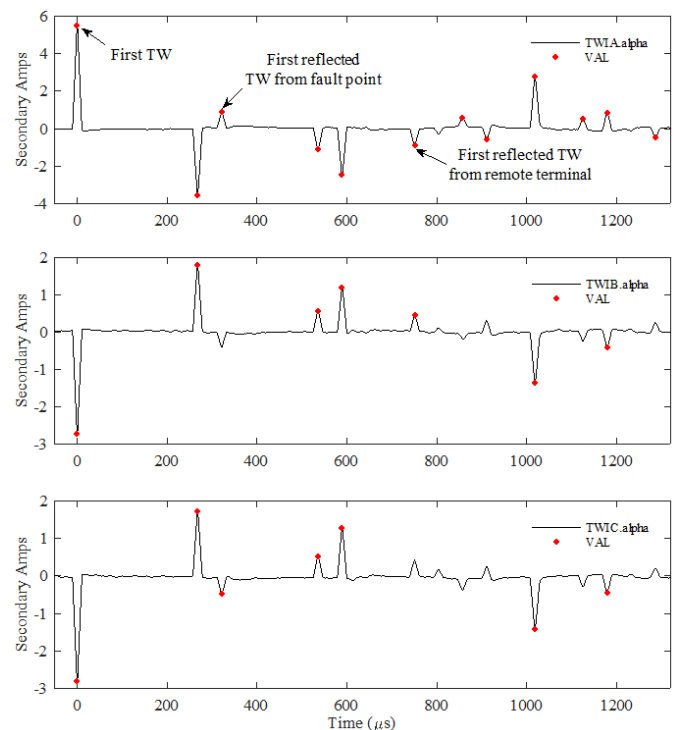 6
4
2
0
-2
-4
Secondary Amps
First TW
First reflected
TW from fault point
First reflected TW
from remote terminal
TWIA.alpha
VAL
0
200
400
600
800
1000
1200
2
1
0
-1
-2
-3
Secondary Amps
TWIB.alpha
VAL
0
200
400
600
800
1000
1200
2
1
0
-1
-2
-3
Secondary Amps
TWIC.alpha
VAL
0
200
400
600
800
1000
1200
Time (μs)